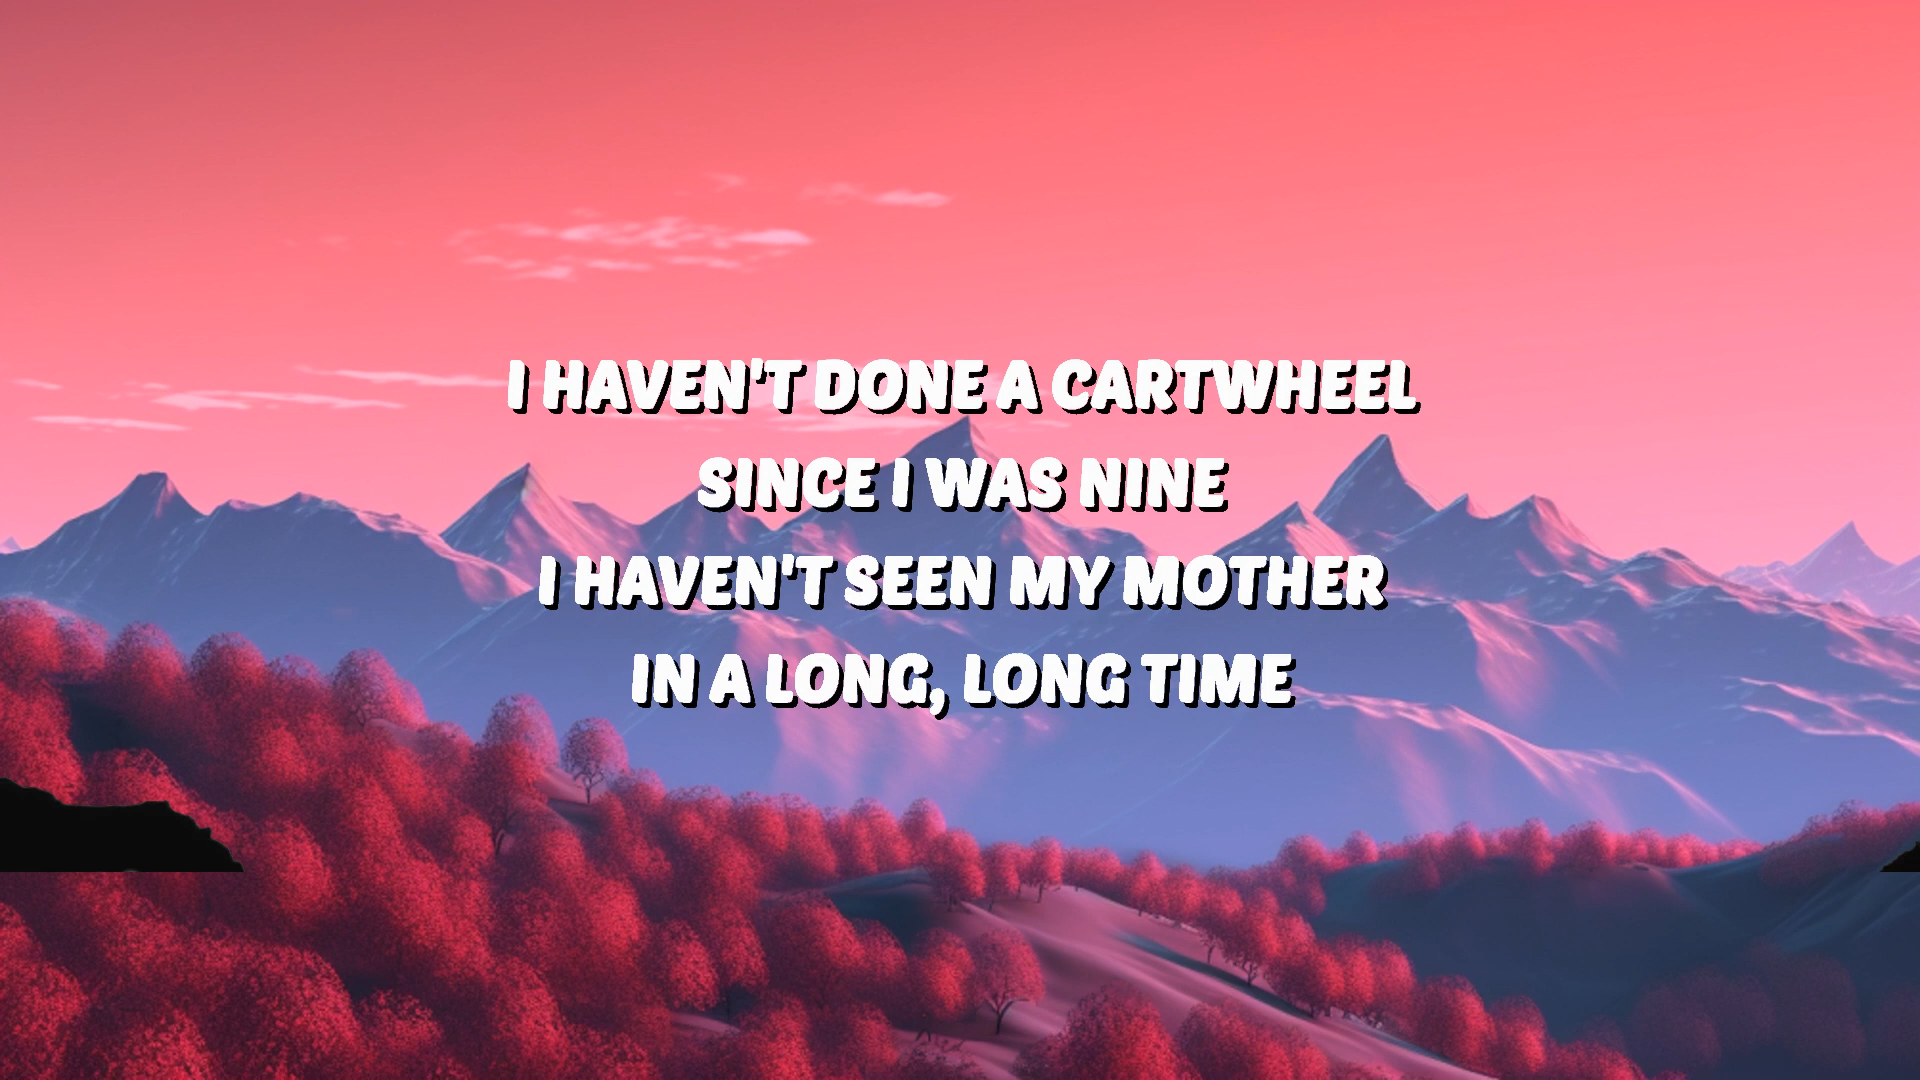 I HAVEN'T DONE A CARTWHEEL
SINCE I WAS NINE
I HAVEN'T SEEN MY MOTHER
IN A LONG, LONG TIME